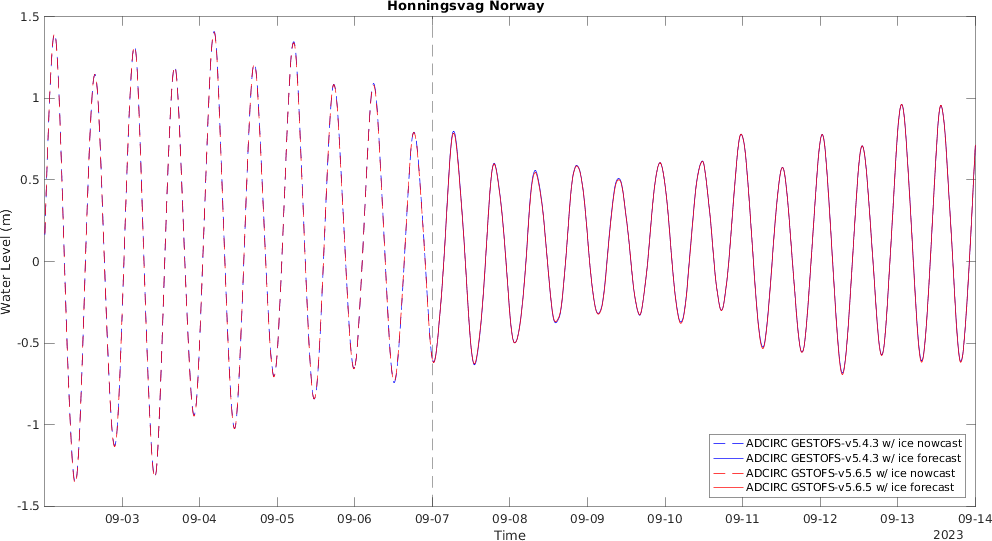 Honningsvag Norway
1.5
1
0.5
0
-0.5
-1
-1.5
Water Level (m)
ADCIRC GESTOFS-v5.4.3 w/ ice nowcast
ADCIRC GESTOFS-v5.4.3 w/ ice forecast
ADCIRC GSTOFS-v5.6.5 w/ ice nowcast
ADCIRC GSTOFS-v5.6.5 w/ ice forecast
09-03 09-04 09-05 09-06 09-07 09-08 09-09 09-10 09-11 09-12 09-13 09-14
Time
2023